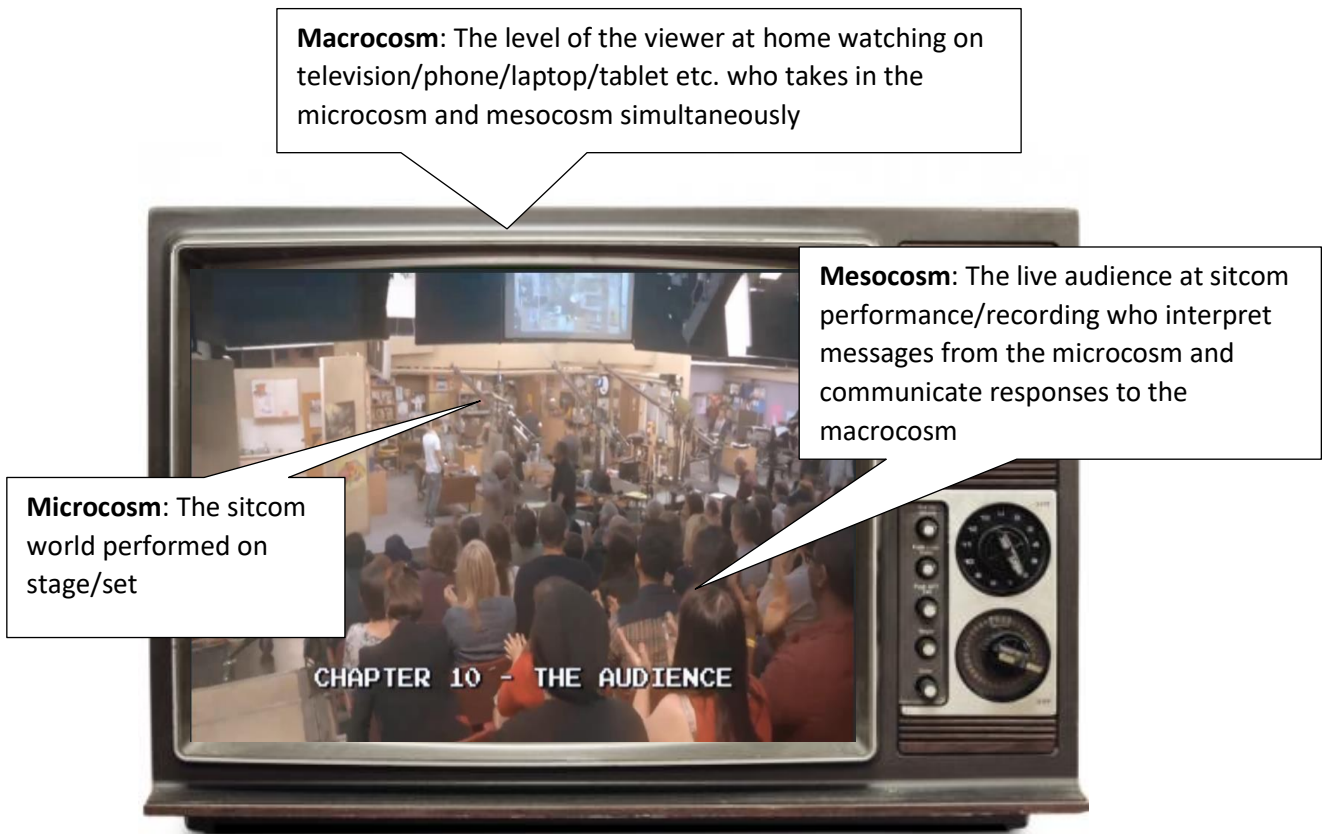 Macrocosm: The level of the viewer at home watching on
television/phone/laptop/tablet etc. who takes in the
microcosm and mesocosm simultaneously
Mesocosm: The live audience at sitcom
performance/recording who interpret
messages from the microcosm and
communicate responses to the
macrocosm
Microcosm: The sitcom
world performed on
stage/set
CHAPTER 10 - THE AUDIENCE